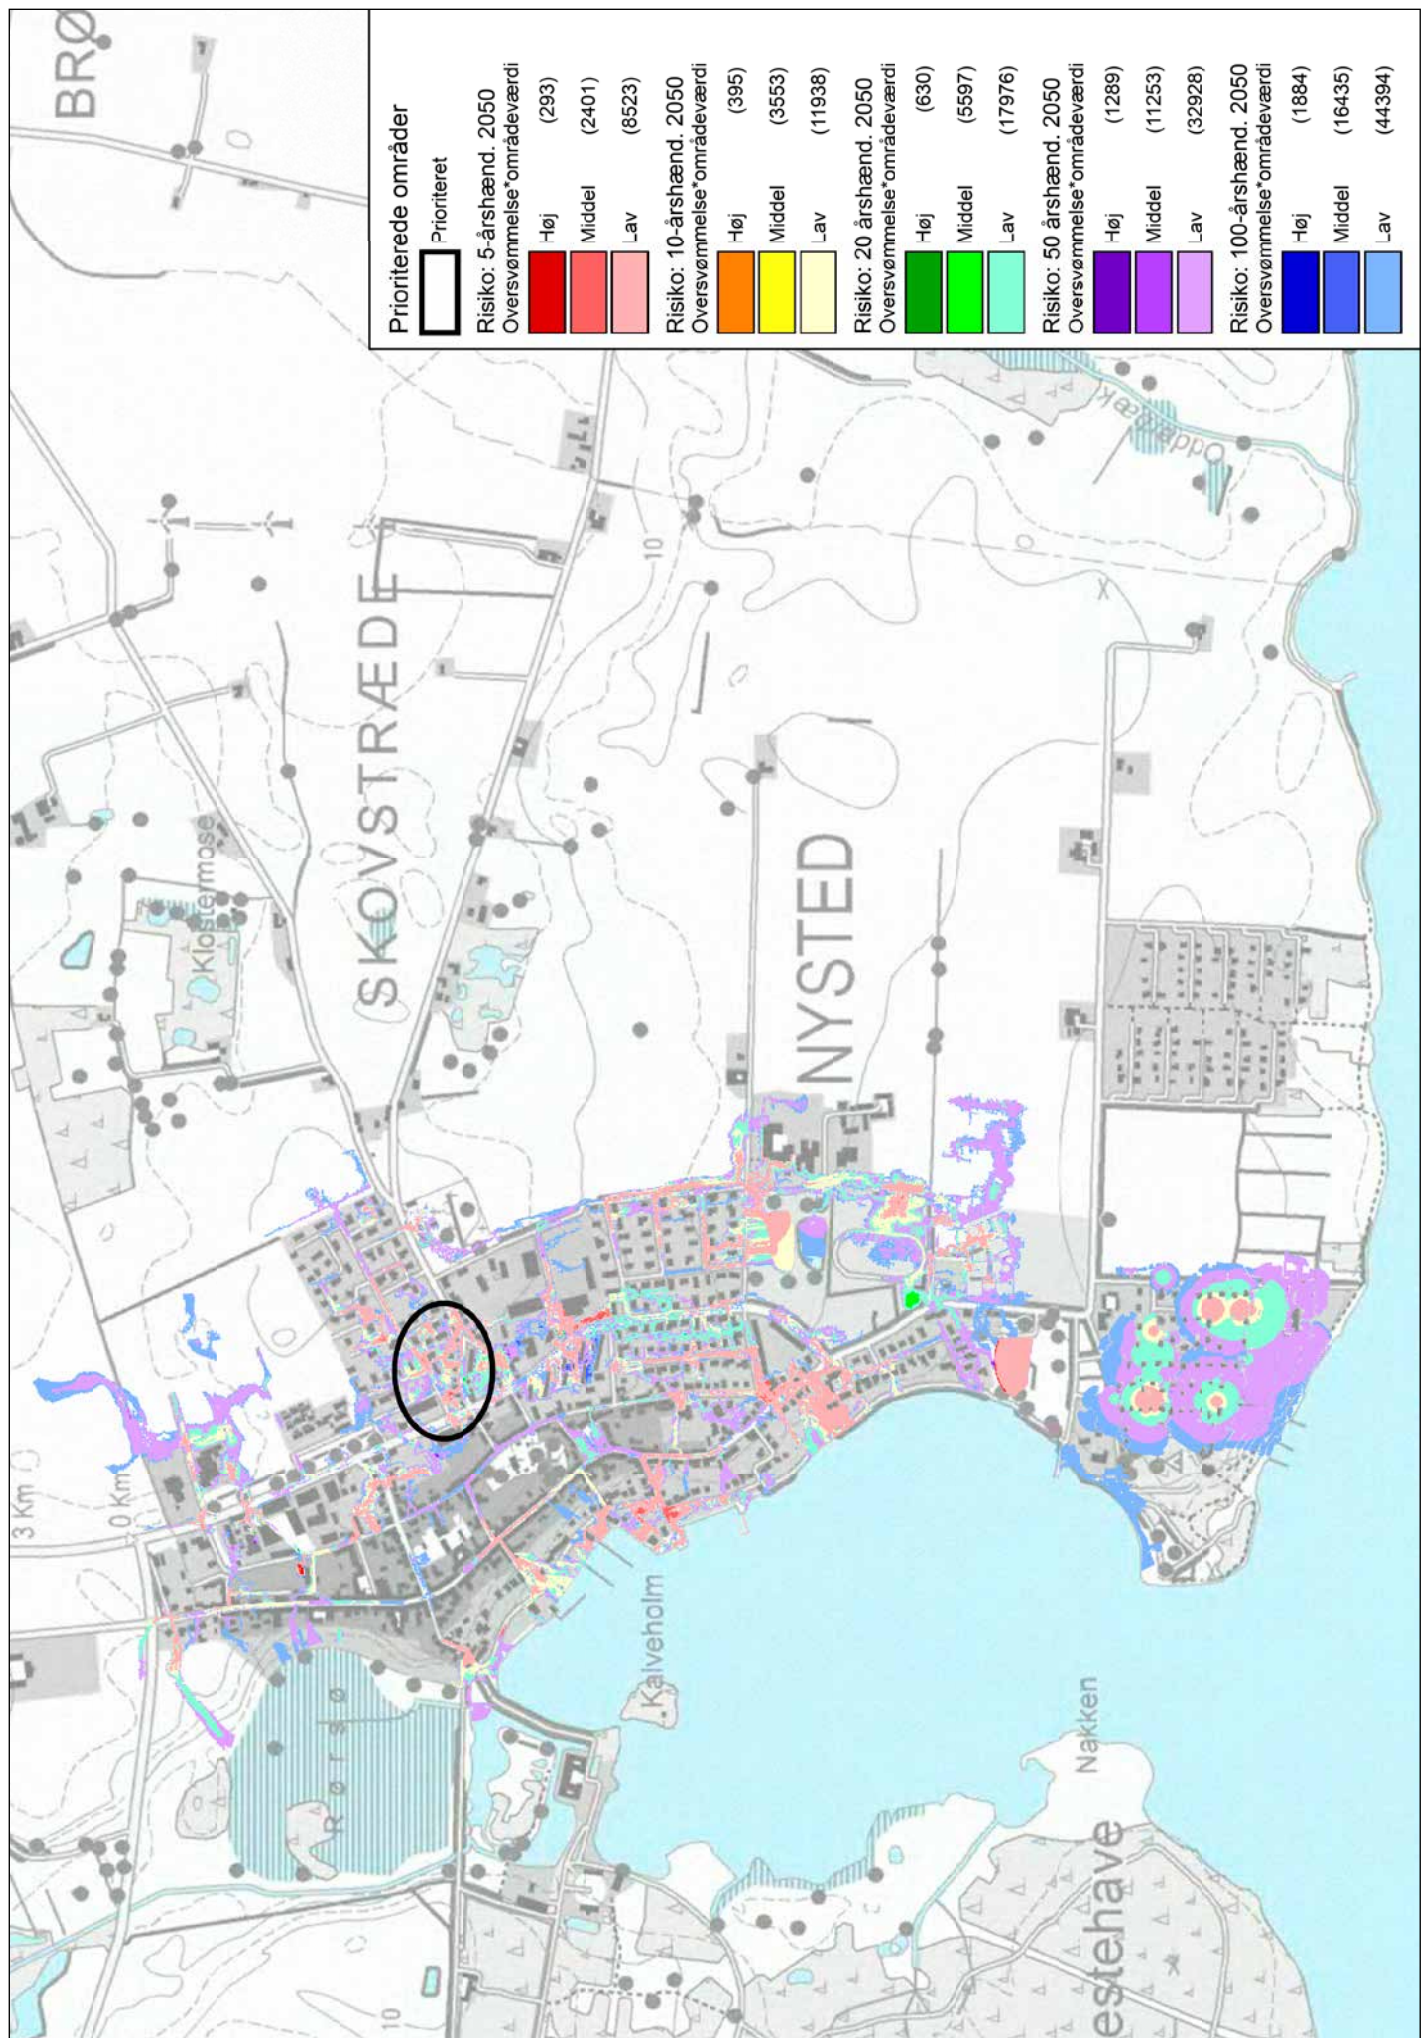 BRØ
3 Km
0 Km
Klostermose
SKOVSTRÆDE
10
NYSTED
Rørsø
Kalveholm
Nakken
estehave
10
Prioriterede områder
Prioriteret
Risiko: 5-årshænd. 2050
Oversvømmelse*områdeværdi
Høj (293)
Middel (2401)
Lav (8523)
Risiko: 10-årshænd. 2050
Oversvømmelse*områdeværdi
Høj (395)
Middel (3553)
Lav (11938)
Risiko: 20 årshænd. 2050
Oversvømmelse*områdeværdi
Høj (630)
Middel (5597)
Lav (17976)
Risiko: 50 årshænd. 2050
Oversvømmelse*områdeværdi
Høj (1289)
Middel (11253)
Lav (32928)
Risiko: 100-årshænd. 2050
Oversvømmelse*områdeværdi
Høj (1884)
Middel (16435)
Lav (44394)